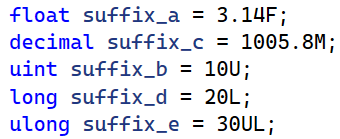 float suffix_a = 3.14F;
decimal suffix_c = 1005.8M;
uint suffix_b = 10U;
long suffix_d = 20L;
ulong suffix_e = 30UL;